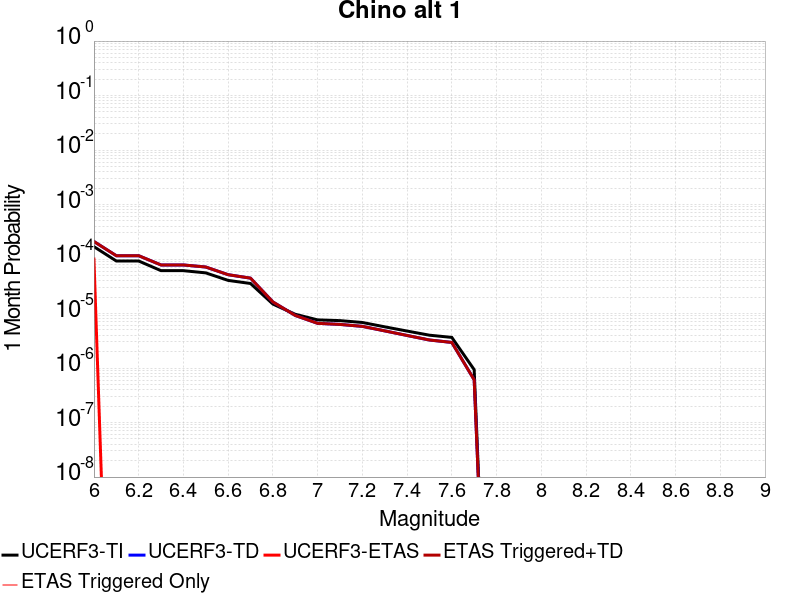 Chino alt 1
1 Month Probability
10^0
10^-1
10^-2
10^-3
10^-4
10^-5
10^-6
10^-7
10^-8
6 6.2 6.4 6.6 6.8 7 7.2 7.4 7.6 7.8 8 8.2 8.4 8.6 8.8 9
Magnitude
UCERF3-TI UCERF3-TD UCERF3-ETAS ETAS Triggered+TD
ETAS Triggered Only